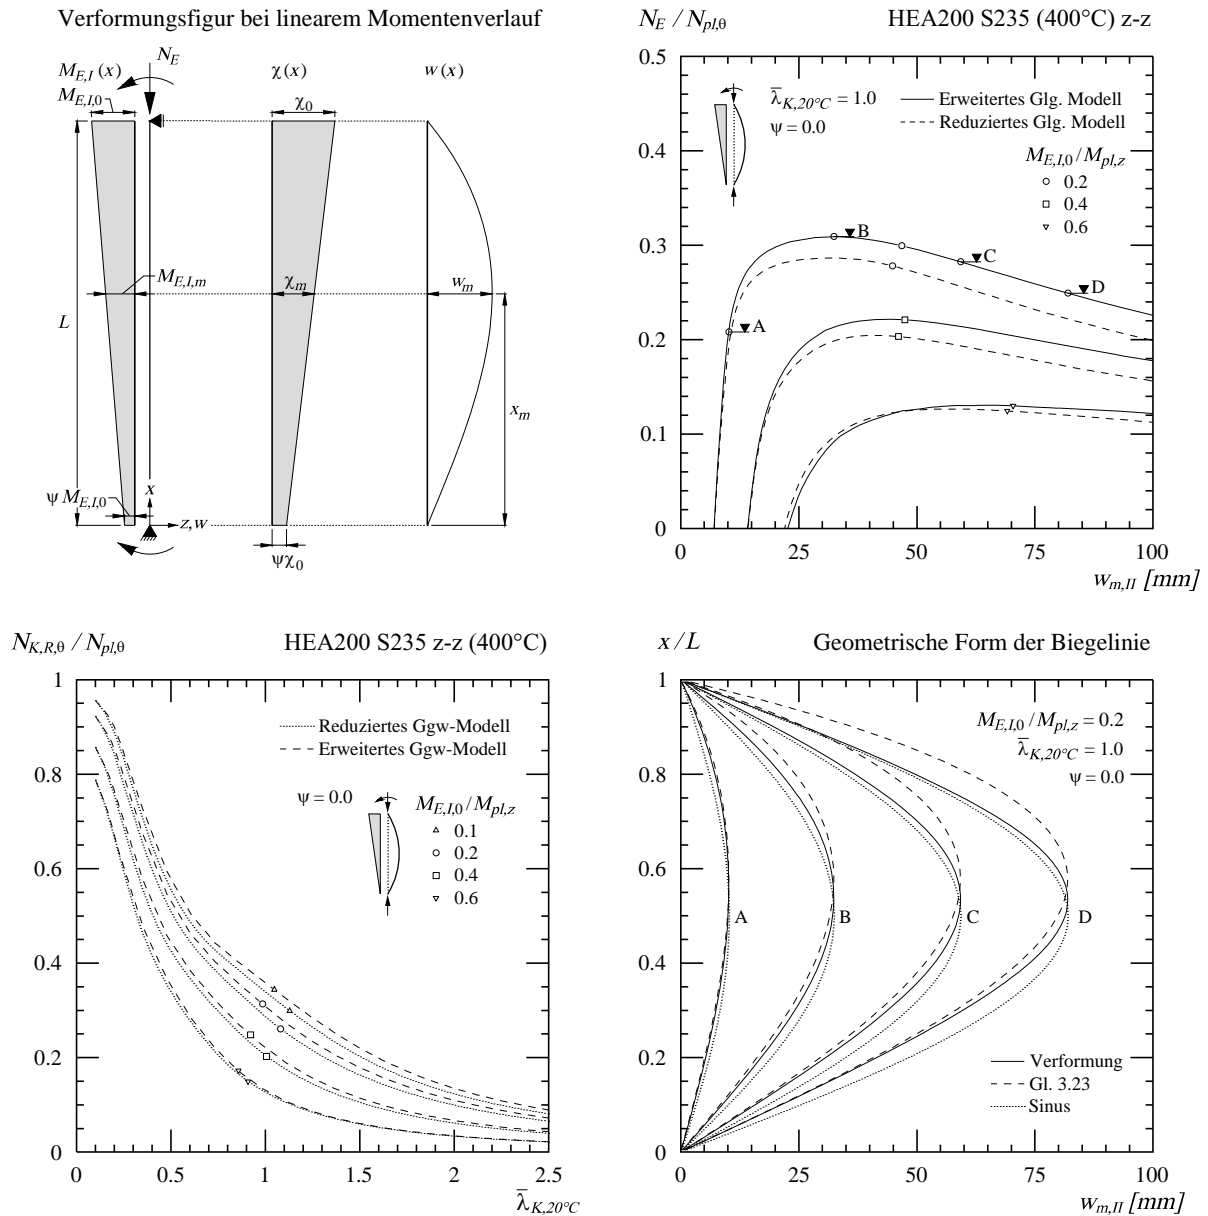 Verformungsfigur bei linearem Momentenverlauf
N_E
M_{E,I}(x)
χ(x)
w(x)
M_{E,I,0}
χ_0
M_{E,I,m}
χ_m
w_m
L
x_m
ψ M_{E,I,0}
x
z,w
ψχ_0
N_E / N_{pl,θ}
HEA200 S235 (400°C) z-z
0.5
0.4
0.3
0.2
0.1
0
λ̅_{K,20°C} = 1.0
ψ = 0.0
Erweitertes Glg. Modell
Reduziertes Glg. Modell
M_{E,I,0}/M_{pl,z}
0.2
0.4
0.6
A
B
C
D
0 25 50 75 100
w_{m,II} [mm]
N_{K,R,θ} / N_{pl,θ}
HEA200 S235 z-z (400°C)
1
0.8
0.6
0.4
0.2
0
Reduziertes Ggw-Modell
Erweitertes Ggw-Modell
ψ = 0.0
M_{E,I,0}/M_{pl,z}
0.1
0.2
0.4
0.6
0 0.5 1 1.5 2 2.5
λ̅_{K,20°C}
x/L
Geometrische Form der Biegelinie
1
0.8
0.6
0.4
0.2
0
M_{E,I,0}/M_{pl,z} = 0.2
λ̅_{K,20°C} = 1.0
ψ = 0.0
A B C D
Verformung
Gl. 3.23
Sinus
0 25 50 75 100
w_{m,II} [mm]